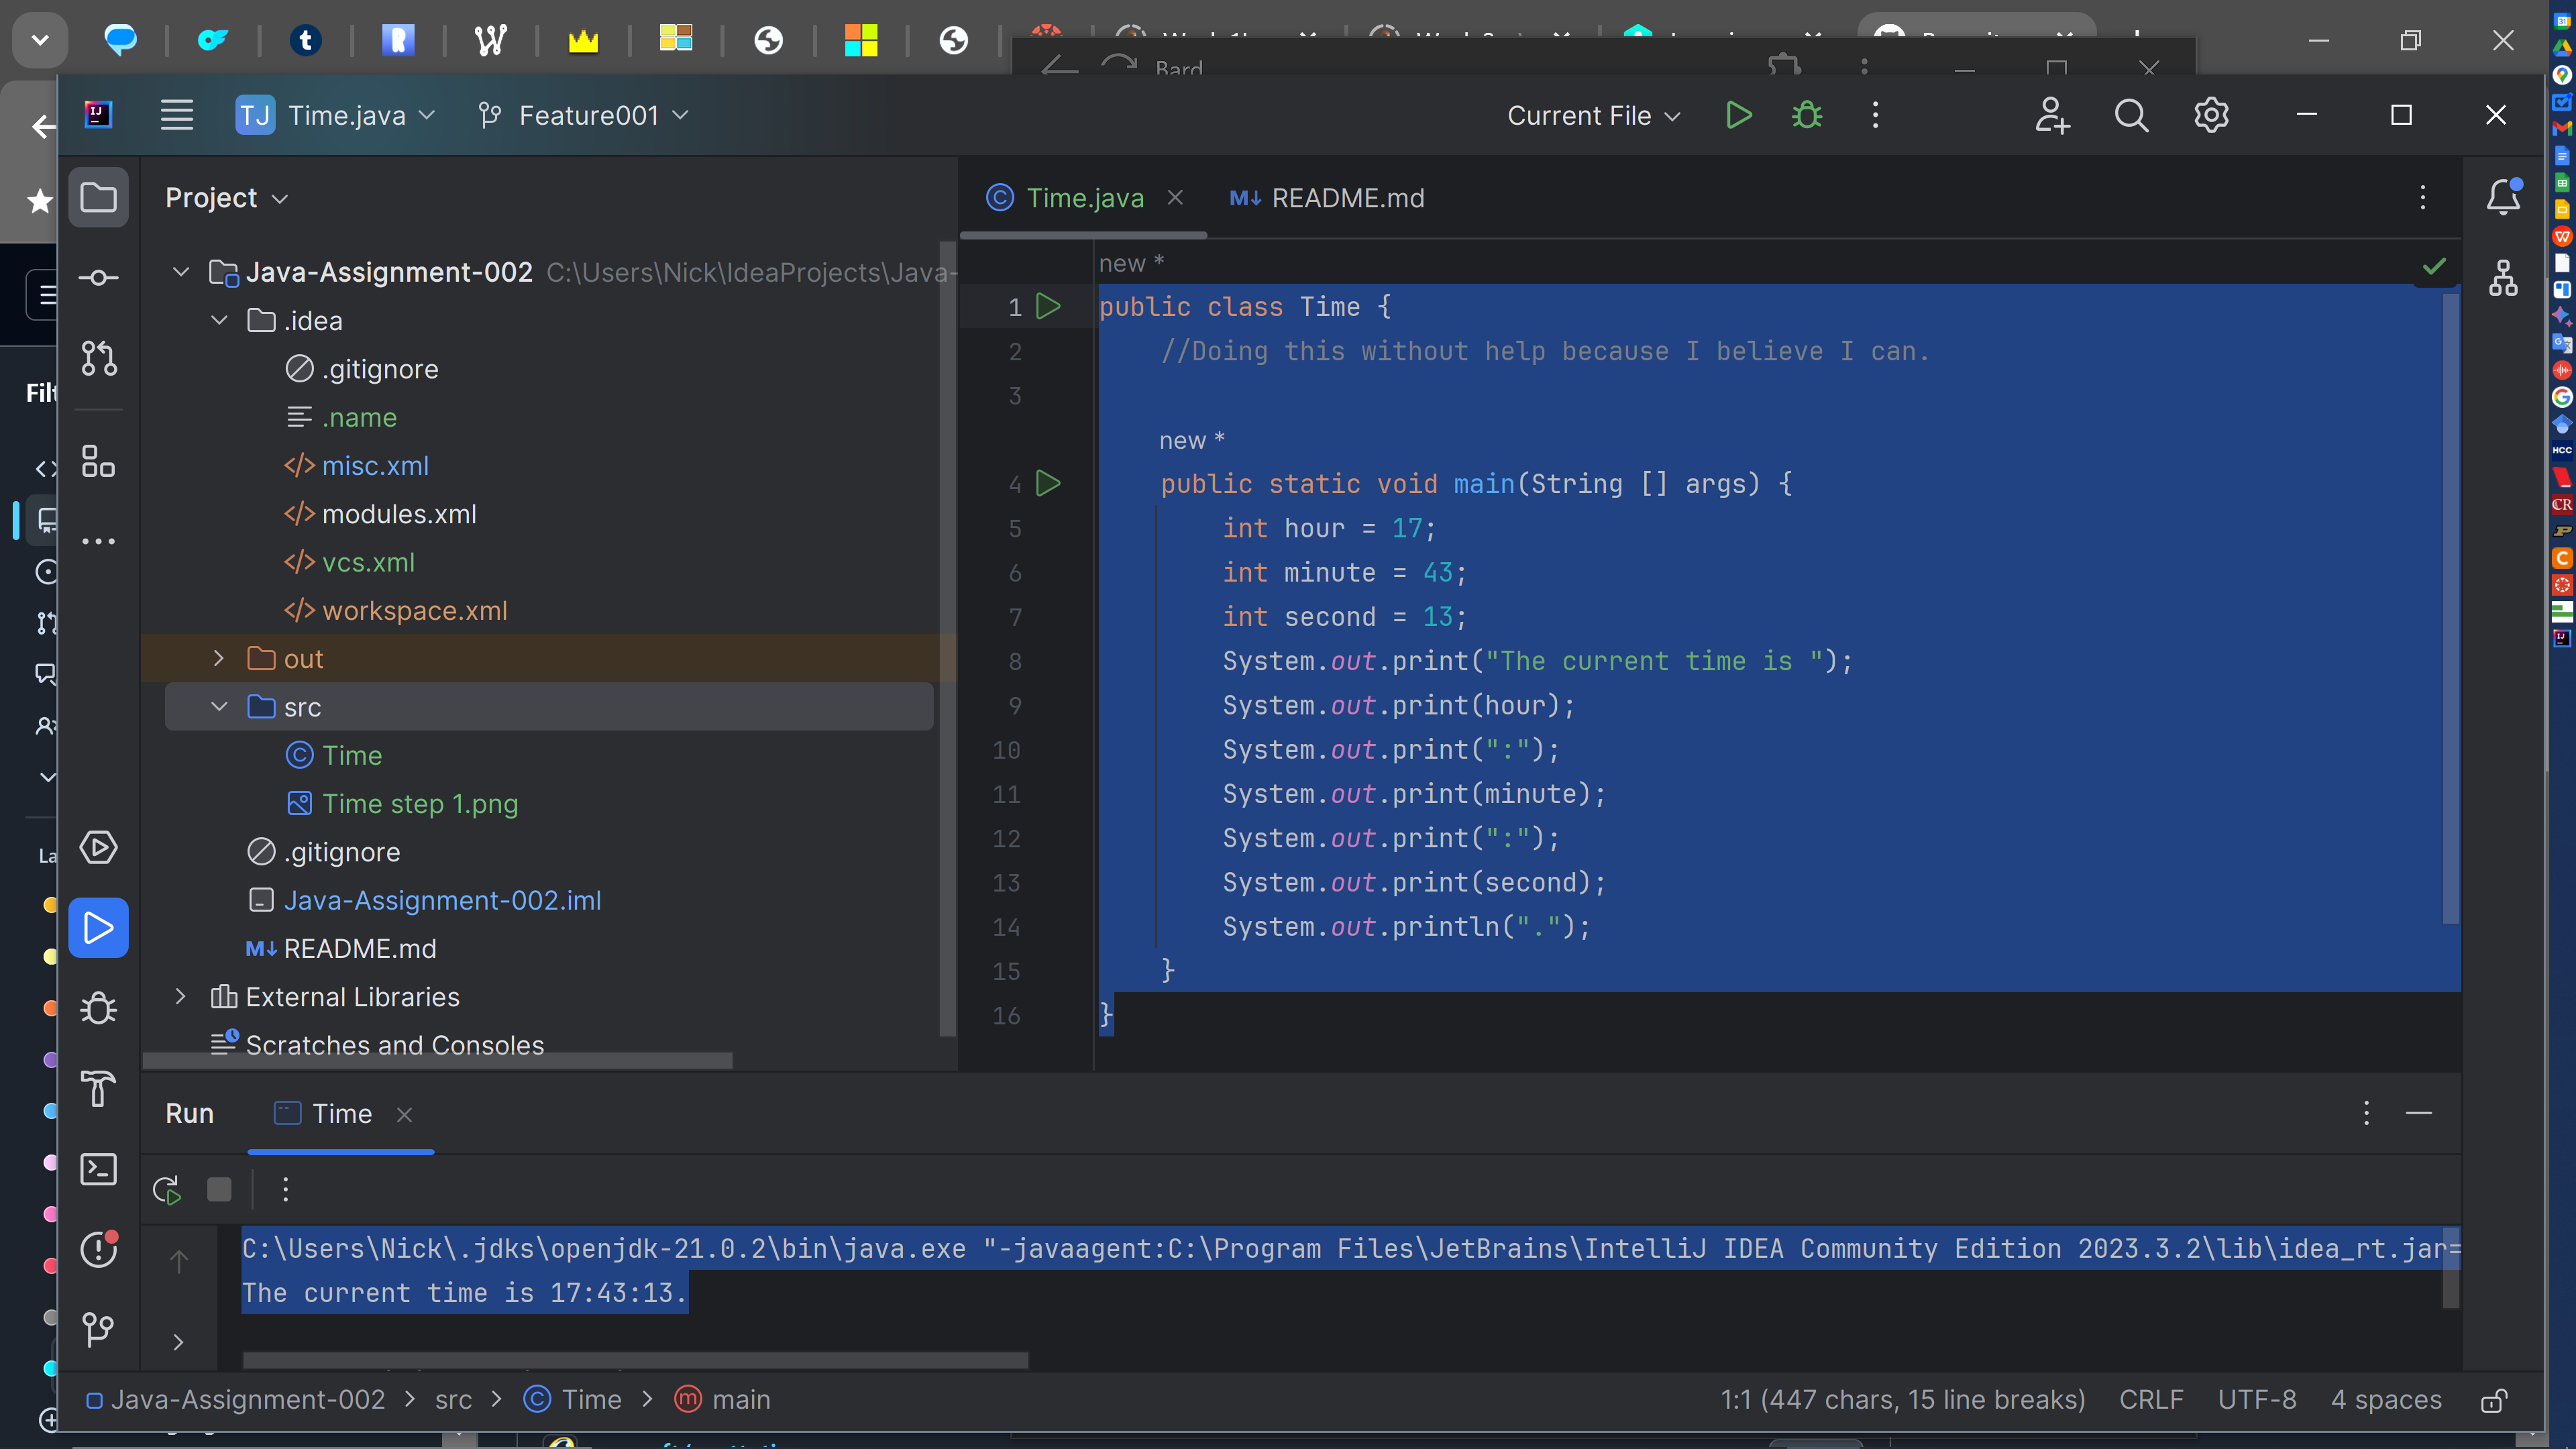 Bard
IJ
TJ Time.java
Feature001
Current File
Project
Time.java
M↓ README.md
Java-Assignment-002 C:\Users\Nick\IdeaProjects\Java-
.idea
.gitignore
.name
</> misc.xml
</> modules.xml
</> vcs.xml
</> workspace.xml
out
src
Time
Time step 1.png
.gitignore
Java-Assignment-002.iml
M↓ README.md
External Libraries
Scratches and Consoles
new *
1 public class Time {
2 //Doing this without help because I believe I can.
3
new *
4 public static void main(String [] args) {
5 int hour = 17;
6 int minute = 43;
7 int second = 13;
8 System.out.print("The current time is ");
9 System.out.print(hour);
10 System.out.print(":");
11 System.out.print(minute);
12 System.out.print(":");
13 System.out.print(second);
14 System.out.println(".");
15 }
16 }
Run
Time
C:\Users\Nick\.jdks\openjdk-21.0.2\bin\java.exe "-javaagent:C:\Program Files\JetBrains\IntelliJ IDEA Community Edition 2023.3.2\lib\idea_rt.jar=
The current time is 17:43:13.
Java-Assignment-002 > src > Time > main
1:1 (447 chars, 15 line breaks)
CRLF
UTF-8
4 spaces
HCC
CR